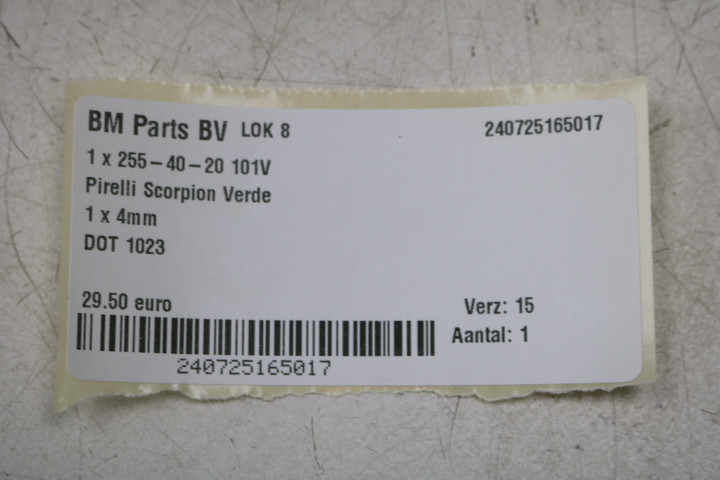 BM Parts BV LOK 8 240725165017
1 x 255-40-20 101V
Pirelli Scorpion Verde
1 x 4mm
DOT 1023
29.50 euro Verz: 15
Aantal: 1
240725165017